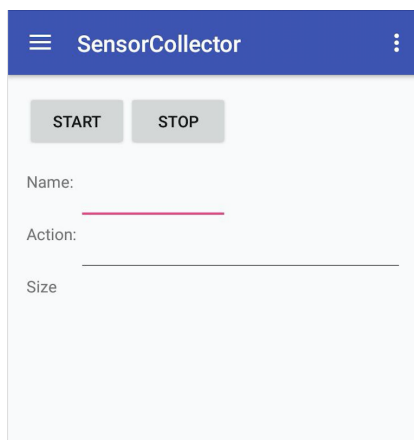 SensorCollector
START STOP
Name:
Action:
Size